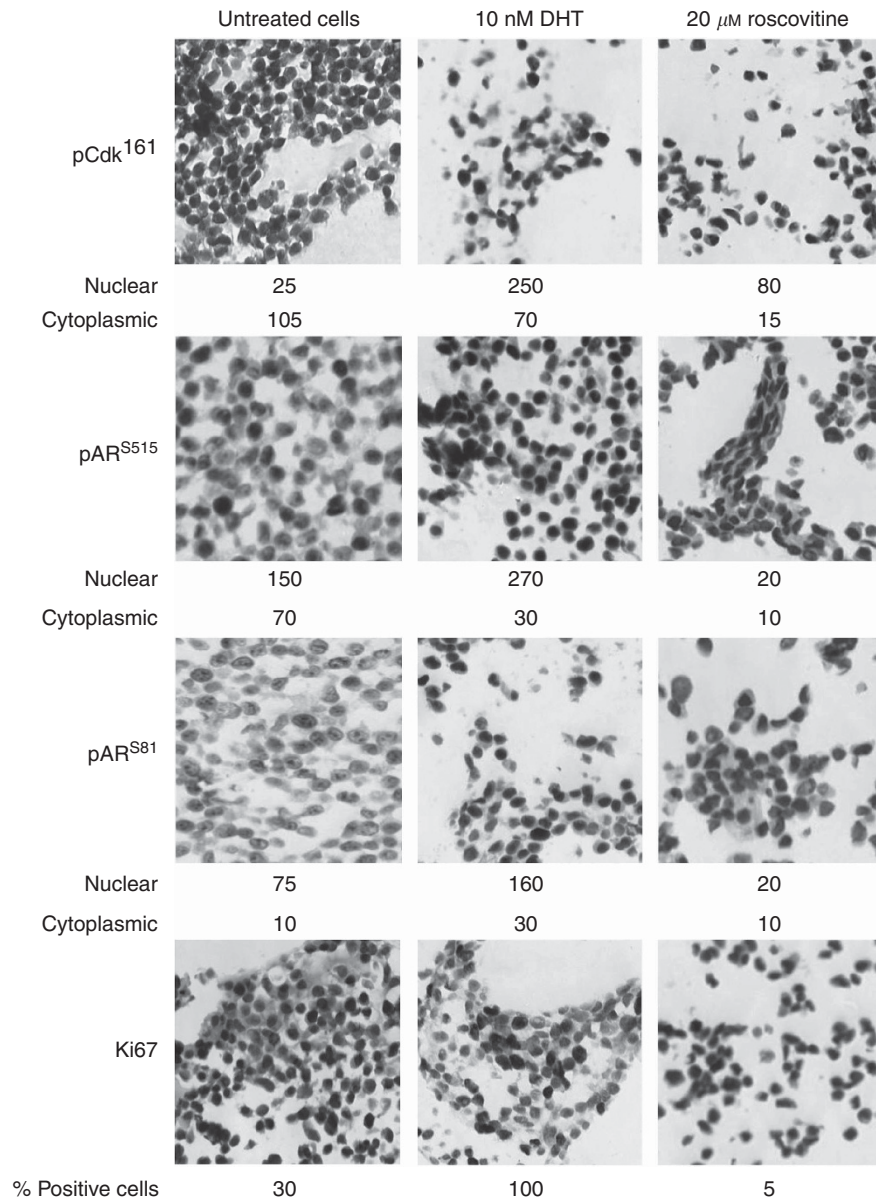 Untreated cells 10 nM DHT 20 μM roscovitine
pCdk161
Nuclear 25 250 80
Cytoplasmic 105 70 15
pARS515
Nuclear 150 270 20
Cytoplasmic 70 30 10
pARS81
Nuclear 75 160 20
Cytoplasmic 10 30 10
Ki67
% Positive cells 30 100 5